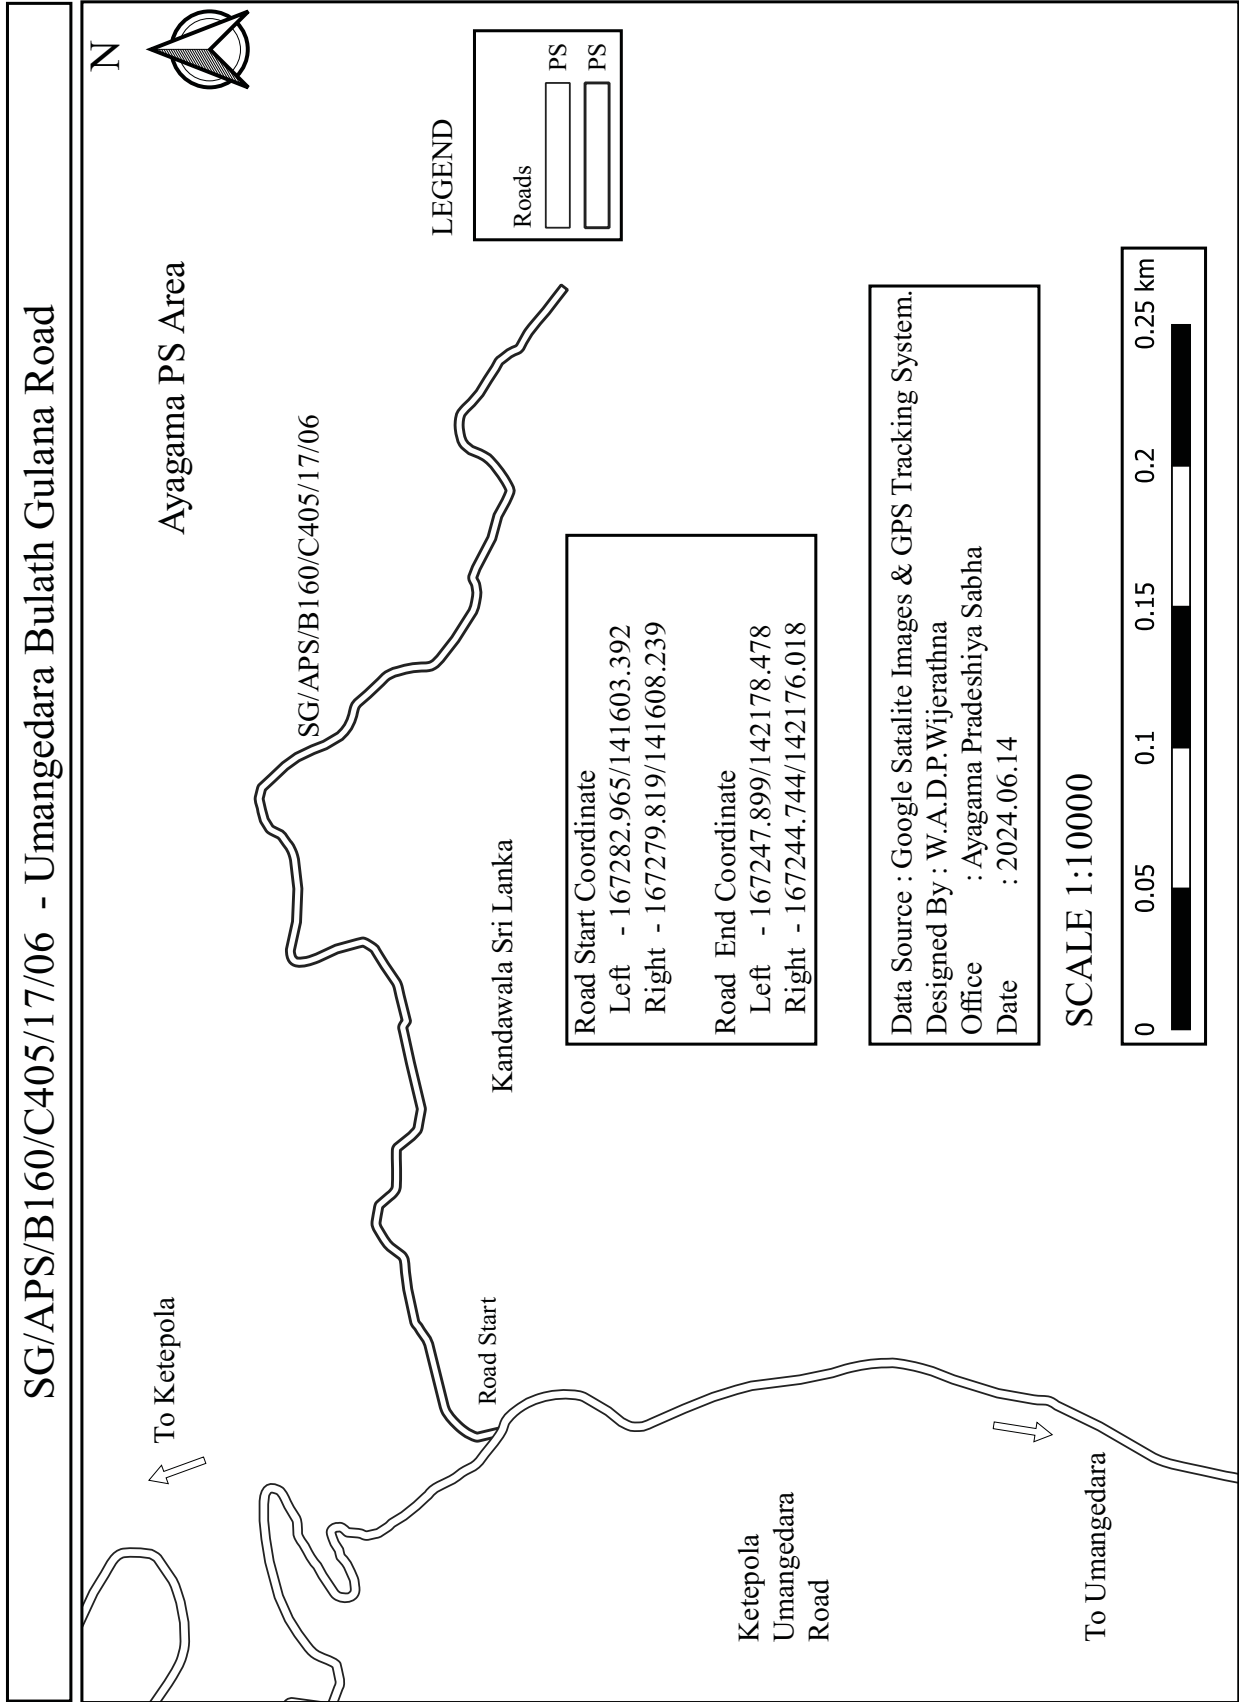 SG/APS/B160/C405/17/06 - Umangedara Bulath Gulana Road
N
To Ketepola
Ayagama PS Area
SG/APS/B160/C405/17/06
LEGEND
Roads
PS
PS
Road Start
Kandawala Sri Lanka
Road Start Coordinate
Left - 167282.965/141603.392
Right - 167279.819/141608.239
Road End Coordinate
Left - 167247.899/142178.478
Right - 167244.744/142176.018
Ketepola
Umangedara
Road
Data Source : Google Satalite Images & GPS Tracking System.
Designed By : W.A.D.P.Wijerathna
Office : Ayagama Pradeshiya Sabha
Date : 2024.06.14
To Umangedara
SCALE 1:10000
0 0.05 0.1 0.15 0.2 0.25 km